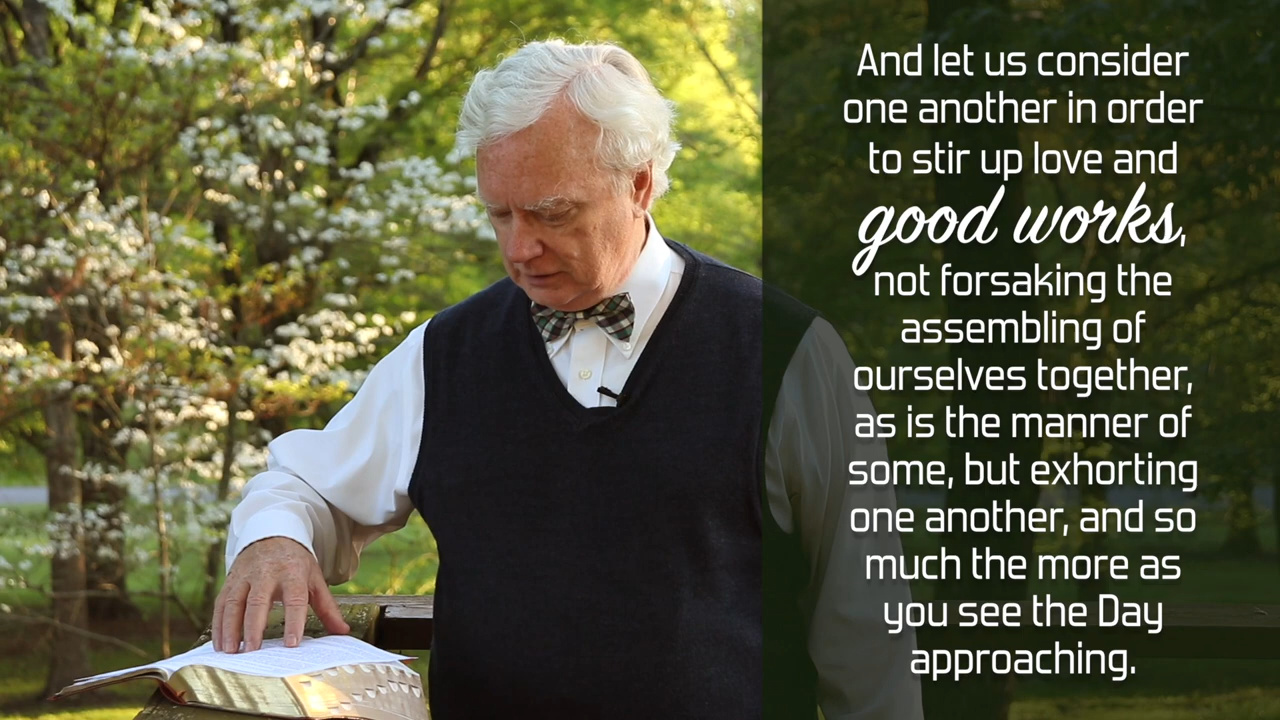 And let us consider
one another in order
to stir up love and
good works,
not forsaking the
assembling of
ourselves together,
as is the manner of
some, but exhorting
one another, and so
much the more as
you see the Day
approaching.